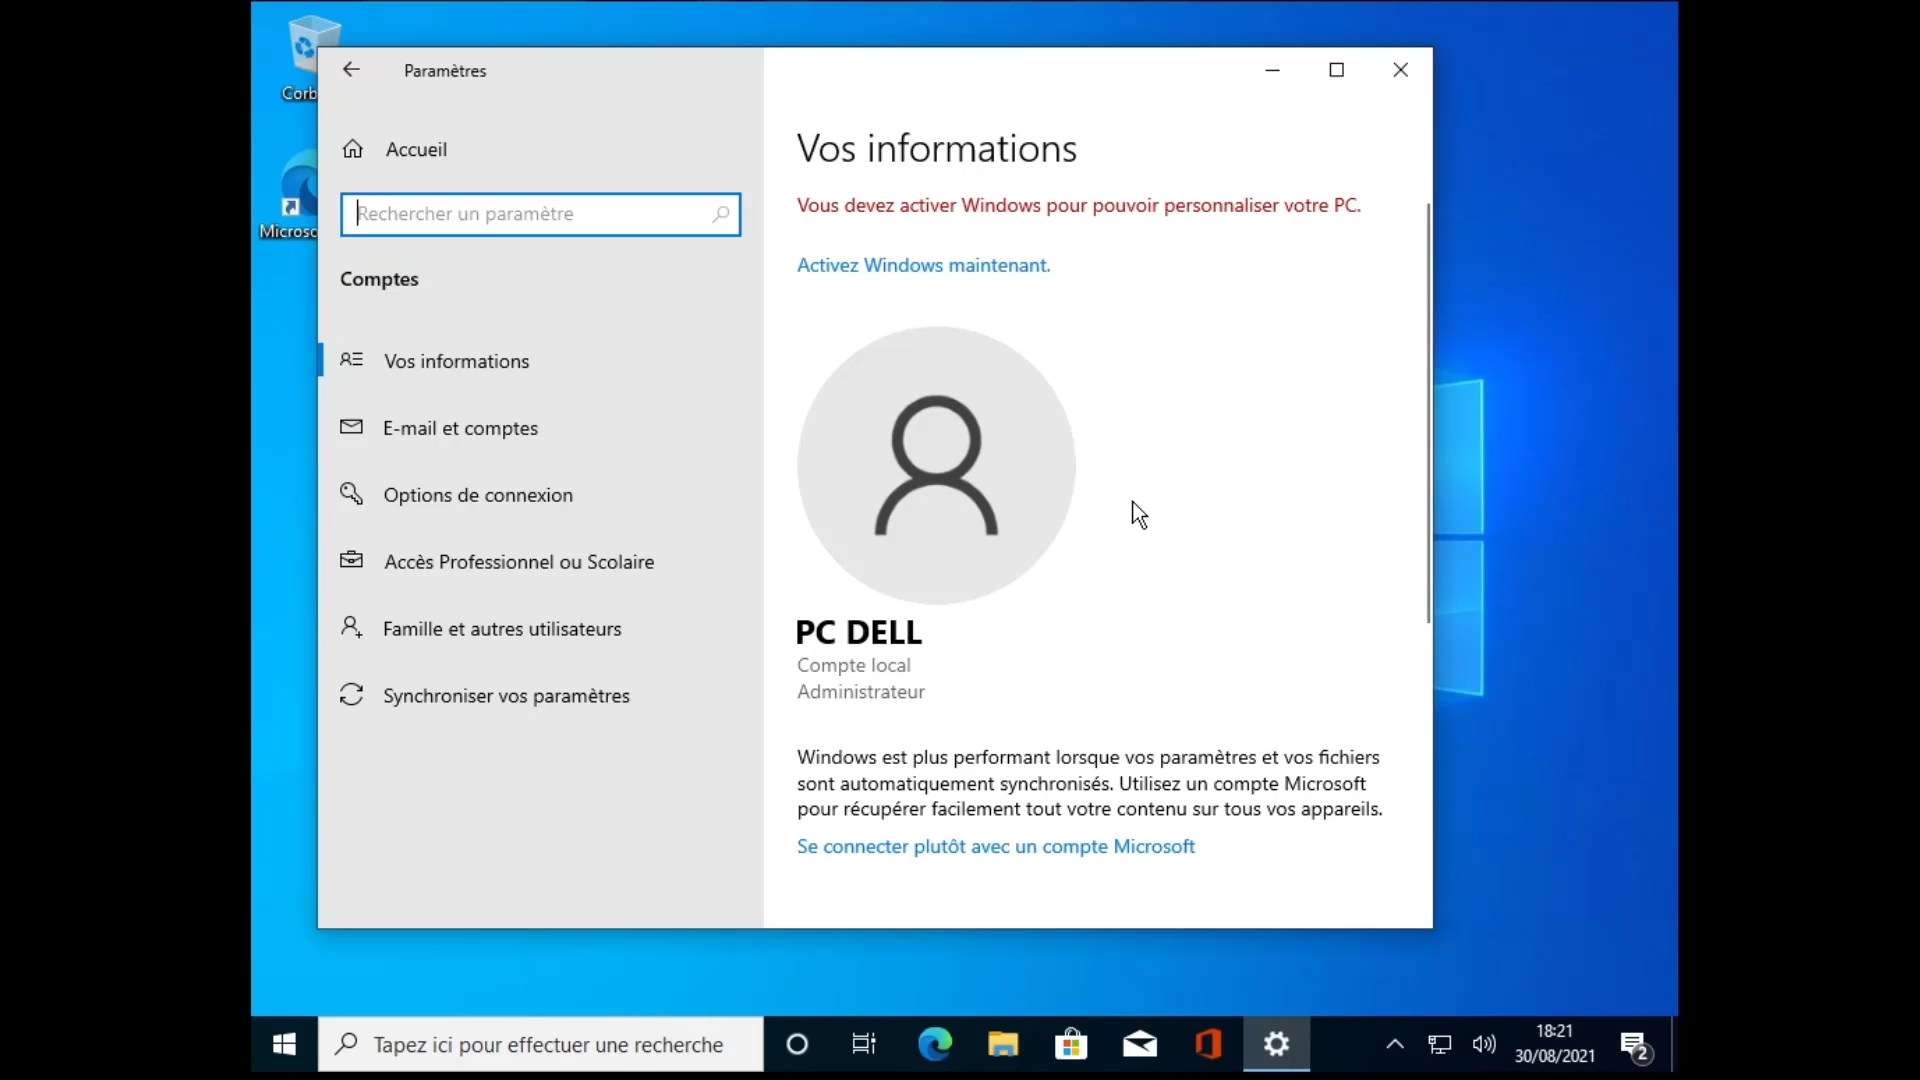 Corb
Microso
Paramètres
Accueil
Rechercher un paramètre
Comptes
Vos informations
E-mail et comptes
Options de connexion
Accès Professionnel ou Scolaire
Famille et autres utilisateurs
Synchroniser vos paramètres
Vos informations
Vous devez activer Windows pour pouvoir personnaliser votre PC.
Activez Windows maintenant.
PC DELL
Compte local
Administrateur
Windows est plus performant lorsque vos paramètres et vos fichiers
sont automatiquement synchronisés. Utilisez un compte Microsoft
pour récupérer facilement tout votre contenu sur tous vos appareils.
Se connecter plutôt avec un compte Microsoft
Tapez ici pour effectuer une recherche
18:21
30/08/2021
2